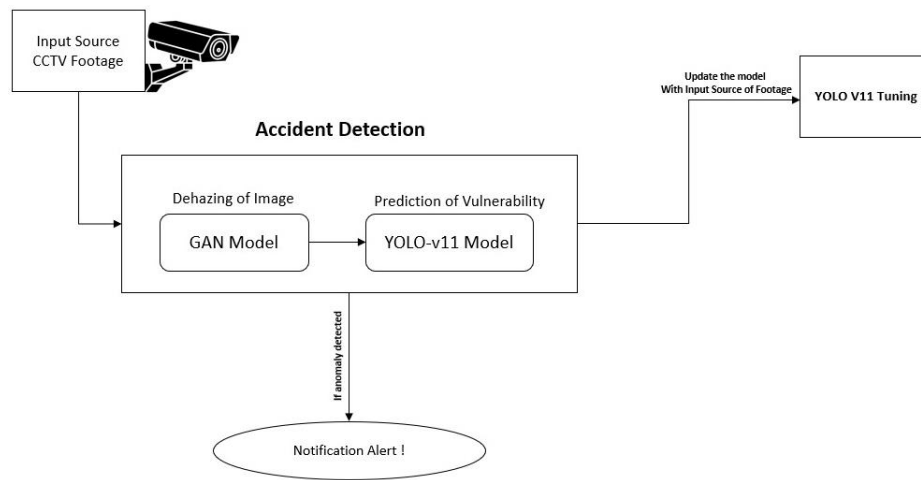 Input Source
CCTV Footage
Update the model
With Input Source of Footage
YOLO V11 Tuning
Accident Detection
Dehazing of Image
Prediction of Vulnerability
GAN Model
YOLO-v11 Model
If anomaly detected
Notification Alert !